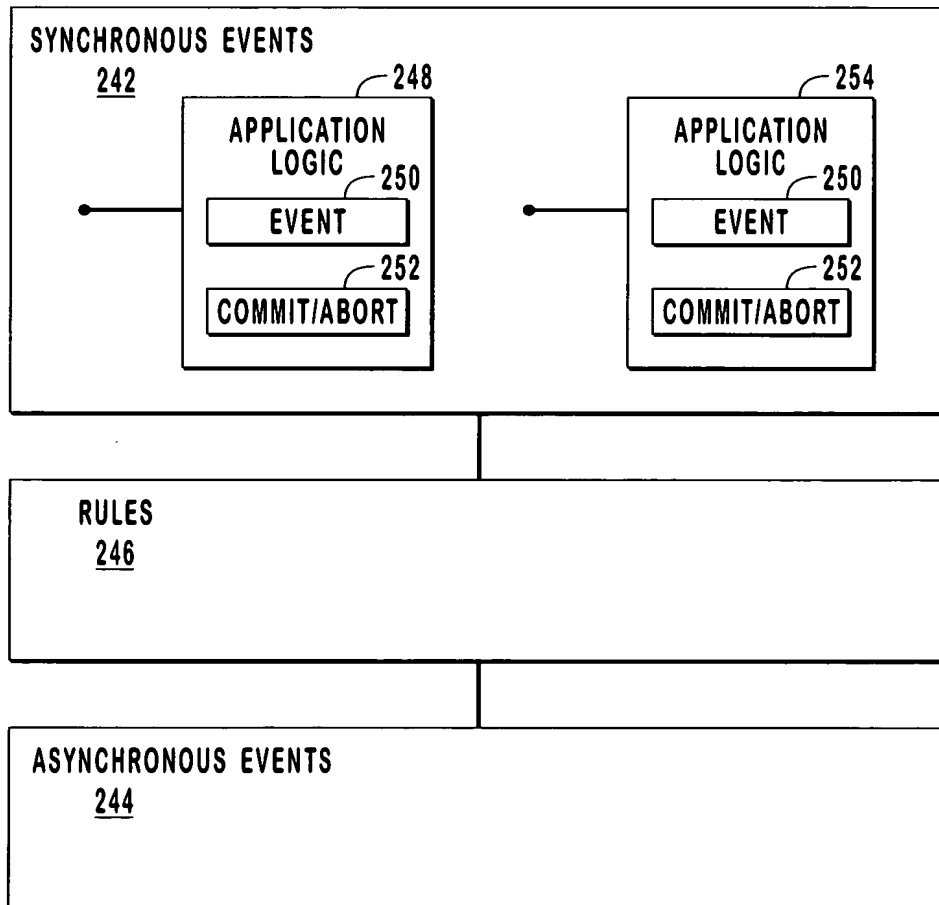 SYNCHRONOUS EVENTS
242
248
APPLICATION
LOGIC
250
EVENT
252
COMMIT/ABORT
254
APPLICATION
LOGIC
250
EVENT
252
COMMIT/ABORT
RULES
246
ASYNCHRONOUS EVENTS
244